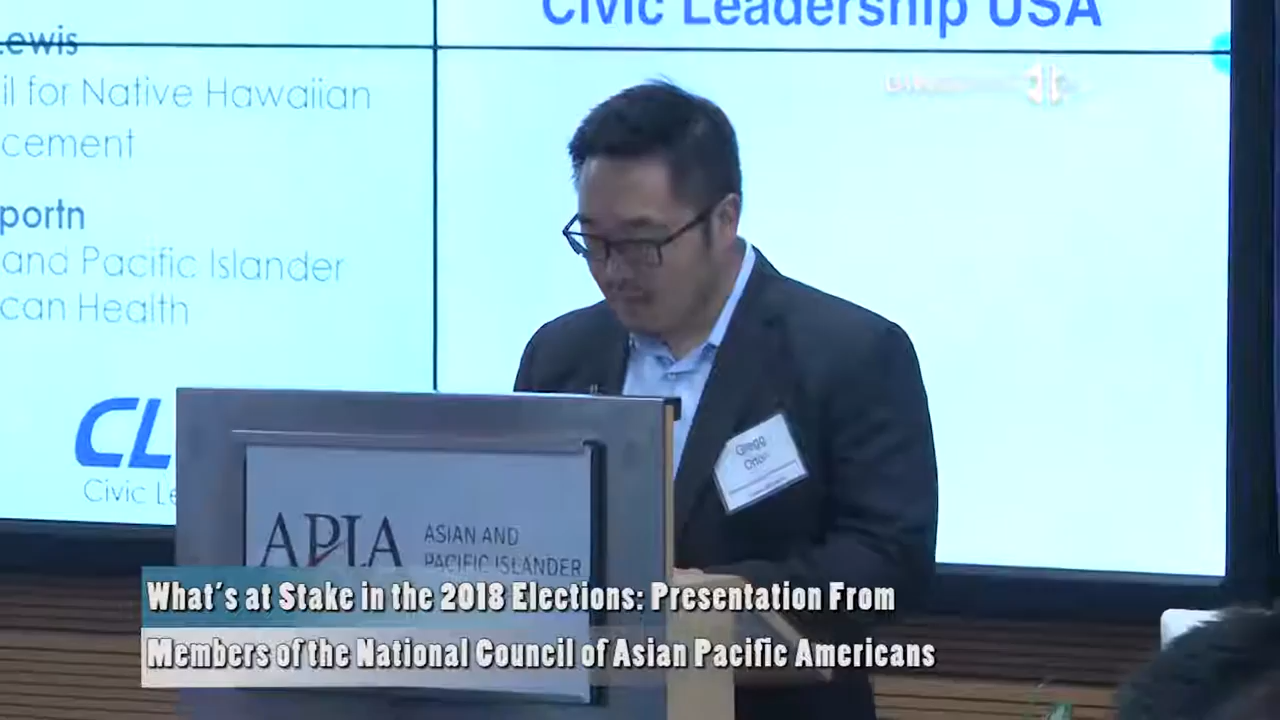 Civic Leadership USA
Lewis
il for Native Hawaiian
cement
portn
and Pacific Islander
can Health
CL
Civic Le
Gregg
Orton
APIA
ASIAN AND
PACIFIC ISLANDER
What's at Stake in the 2018 Elections: Presentation From
Members of the National Council of Asian Pacific Americans